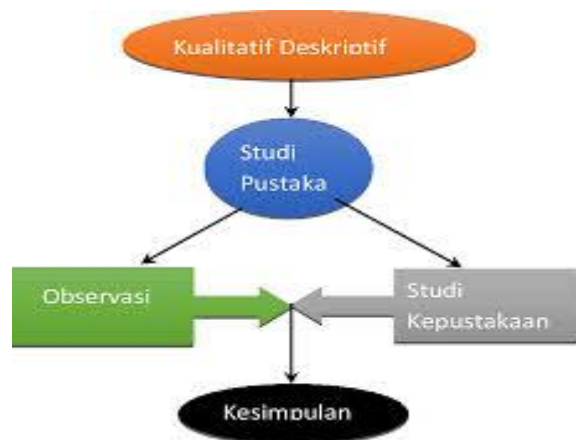 Kualitatif Deskriptif
Studi
Pustaka
Observasi
Studi
Kepustakaan
Kesimpulan